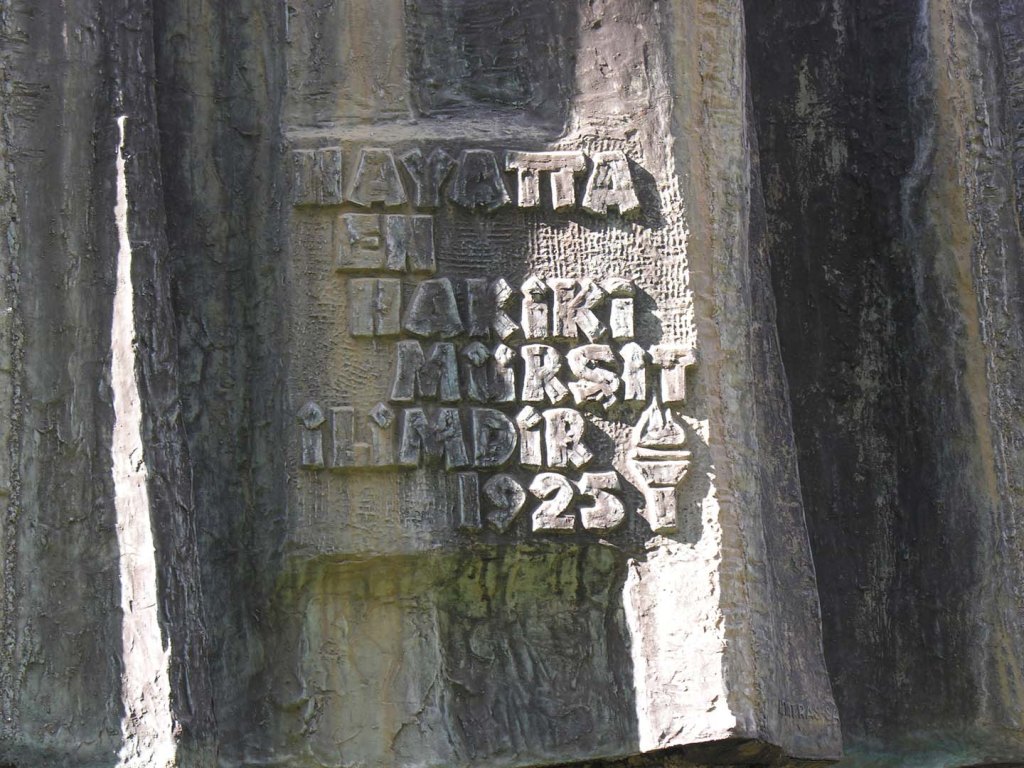 HAYATTA
EN
HAKİKİ
MÜRŞİT
İLİMDİR
1925